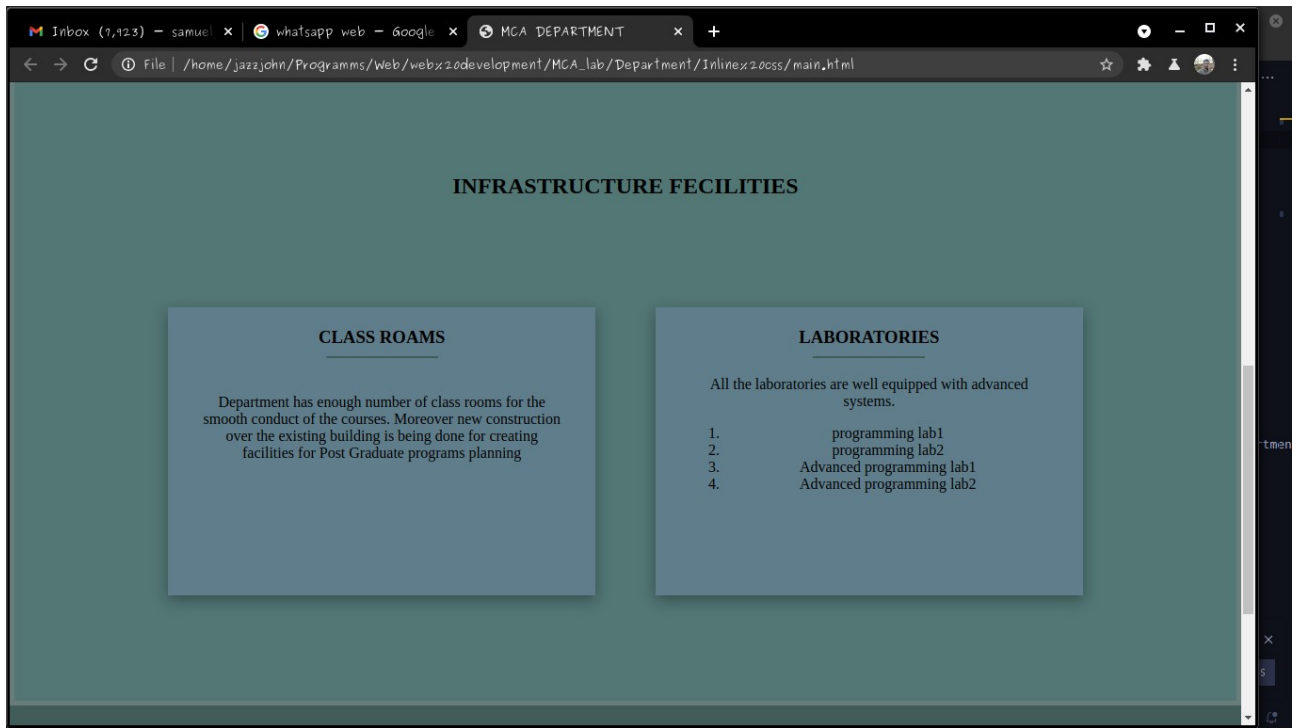 Inbox (7,923) – samuel
whatsapp web – Google
MCA DEPARTMENT
File | /home/jazzjohn/Programms/Web/web%20development/MCA_lab/Department/Inline%20css/main.html
INFRASTRUCTURE FECILITIES
CLASS ROAMS
Department has enough number of class rooms for the
smooth conduct of the courses. Moreover new construction
over the existing building is being done for creating
facilities for Post Graduate programs planning
LABORATORIES
All the laboratories are well equipped with advanced
systems.
1. programming lab1
2. programming lab2
3. Advanced programming lab1
4. Advanced programming lab2
tmen
s